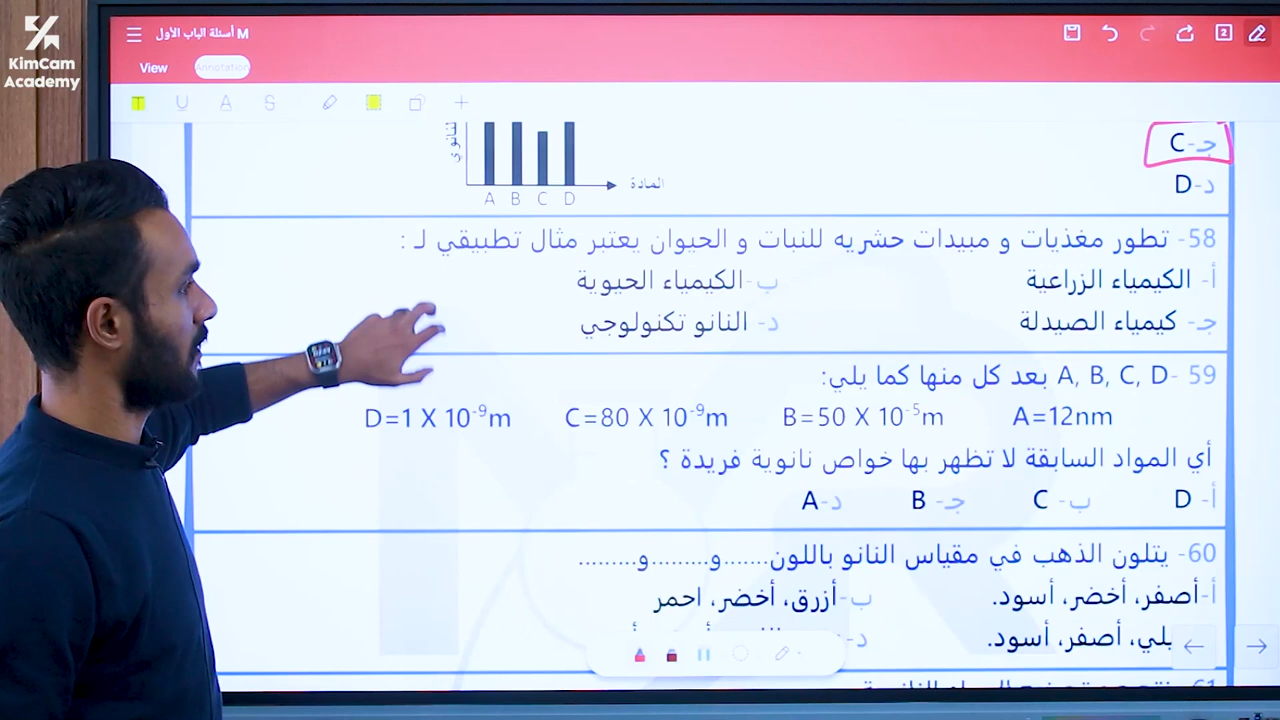 KimCam
Academy
M أسئلة الباب الأول
View
Annotation
جـ- C
د- D
المادة
A B C D
58- تطور مغذيات و مبيدات حشريه للنبات و الحيوان يعتبر مثال تطبيقي لـ :
أ- الكيمياء الزراعية ب- الكيمياء الحيوية
جـ- كيمياء الصيدلة د- النانو تكنولوجي
59- A, B, C, D بعد كل منها كما يلي:
A=12nm B=50 X 10⁻⁵m C=80 X 10⁻⁹m D=1 X 10⁻⁹m
أي المواد السابقة لا تظهر بها خواص نانوية فريدة ؟
أ- D ب- C جـ- B د- A
60- يتلون الذهب في مقياس النانو باللون.......و.........و.........
أ-أصفر، أخضر، أسود. ب-أزرق، أخضر، احمر
أصفر، أسود. د-